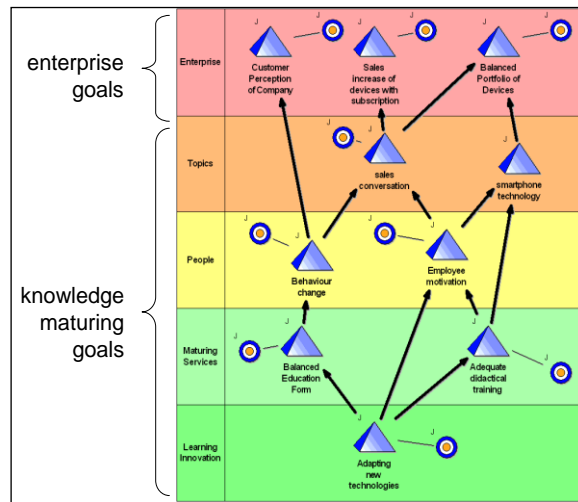 enterprise
goals
knowledge
maturing
goals
Enterprise
J
J
J
J
J
J
Customer
Perception
of Company
Sales
increase of
devices with
subscription
Balanced
Portfolio of
Devices
Topics
J
J
J
sales
conversation
smartphone
technology
People
J
J
J
J
Behaviour
change
Employee
motivation
Maturing
Services
J
J
J
J
Balanced
Education
Form
Adequate
didactical
training
Learning
Innovation
J
J
Adapting
new
technologies